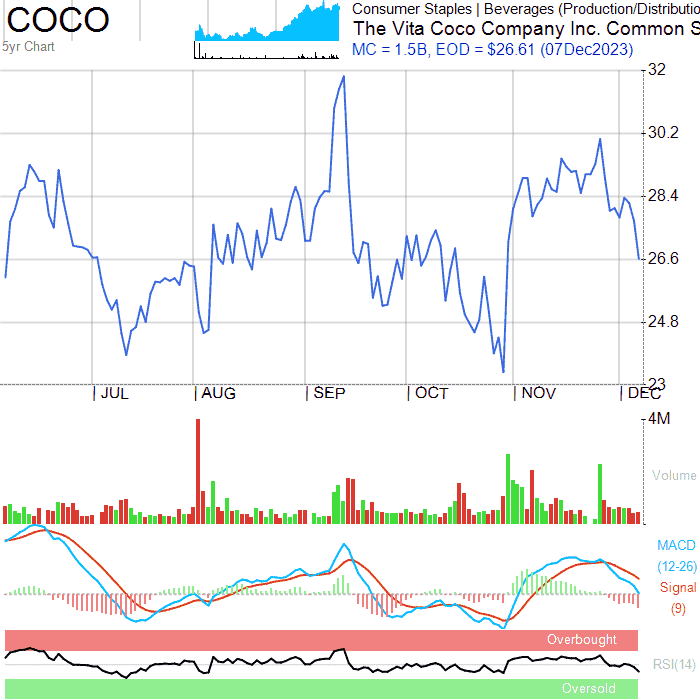 COCO
5yr Chart
Consumer Staples | Beverages (Production/Distributio
The Vita Coco Company Inc. Common S
MC = 1.5B, EOD = $26.61 (07Dec2023)
32
30.2
28.4
26.6
24.8
23
JUL AUG SEP OCT NOV DEC
4M
Volume
MACD
(12-26)
Signal
(9)
Overbought
RSI(14)
Oversold